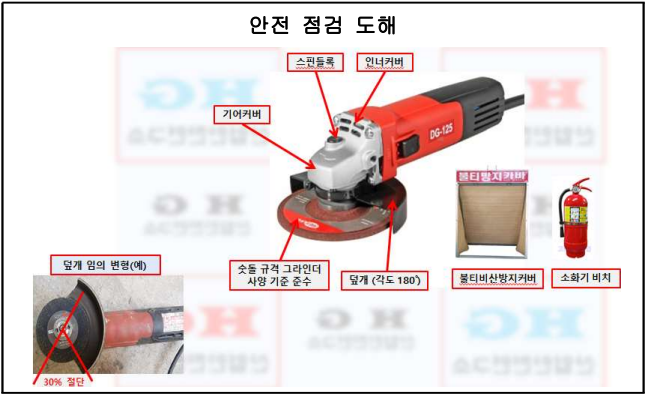 안전 점검 도해
스핀들록
인너커버
기어커버
DG-125
불티방지카바
덮개 임의 변형(예)
숫돌 규격 그라인더
사양 기준 준수
덮개 (각도 180˚)
불티비산방지커버
소화기 비치
30% 절단